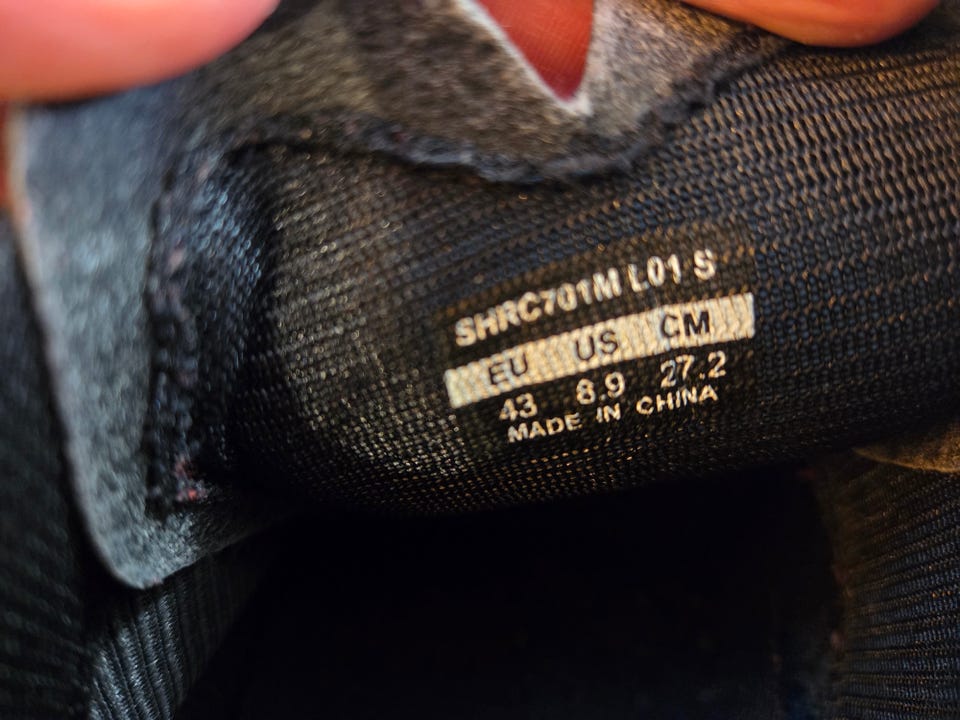 SHRC701M L01 S
EU US CM
43 8.9 27.2
MADE IN CHINA